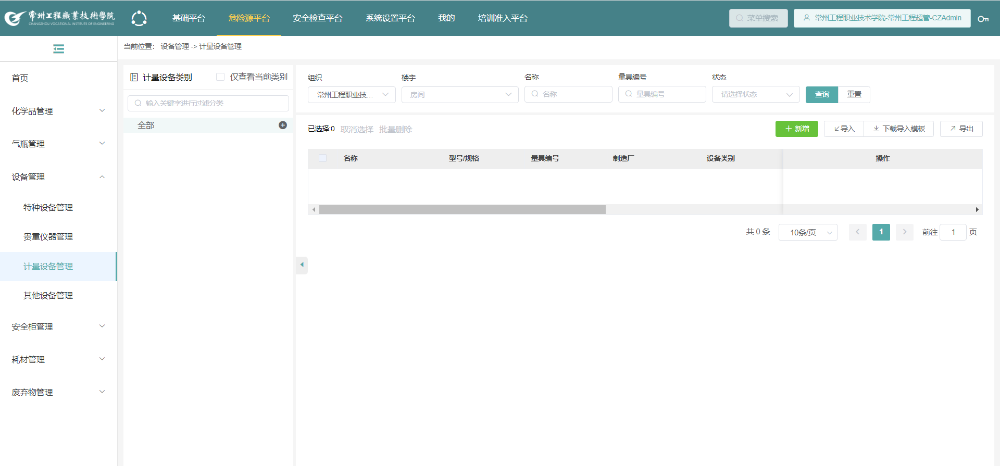 常州工程職業技術學院
CHANGZHOU VOCATIONAL INSTITUTE OF ENGINEERING
基础平台 危险源平台 安全检查平台 系统设置平台 我的 培训准入平台
菜单搜索
常州工程职业技术学院-常州工程超管-CZAdmin
当前位置： 设备管理 -> 计量设备管理
首页
化学品管理
气瓶管理
设备管理
特种设备管理
贵重仪器管理
计量设备管理
其他设备管理
安全柜管理
耗材管理
废弃物管理
计量设备类别 仅查看当前类别
输入关键字进行过滤分类
全部
组织 楼宇 名称 量具编号 状态
常州工程职业技... 房间 名称 量具编号 请选择状态 查询 重置
已选择:0 取消选择 批量删除 新增 导入 下载导入模板 导出
名称 型号/规格 量具编号 制造厂 设备类别 操作
共 0 条 10条/页 1 前往 1 页